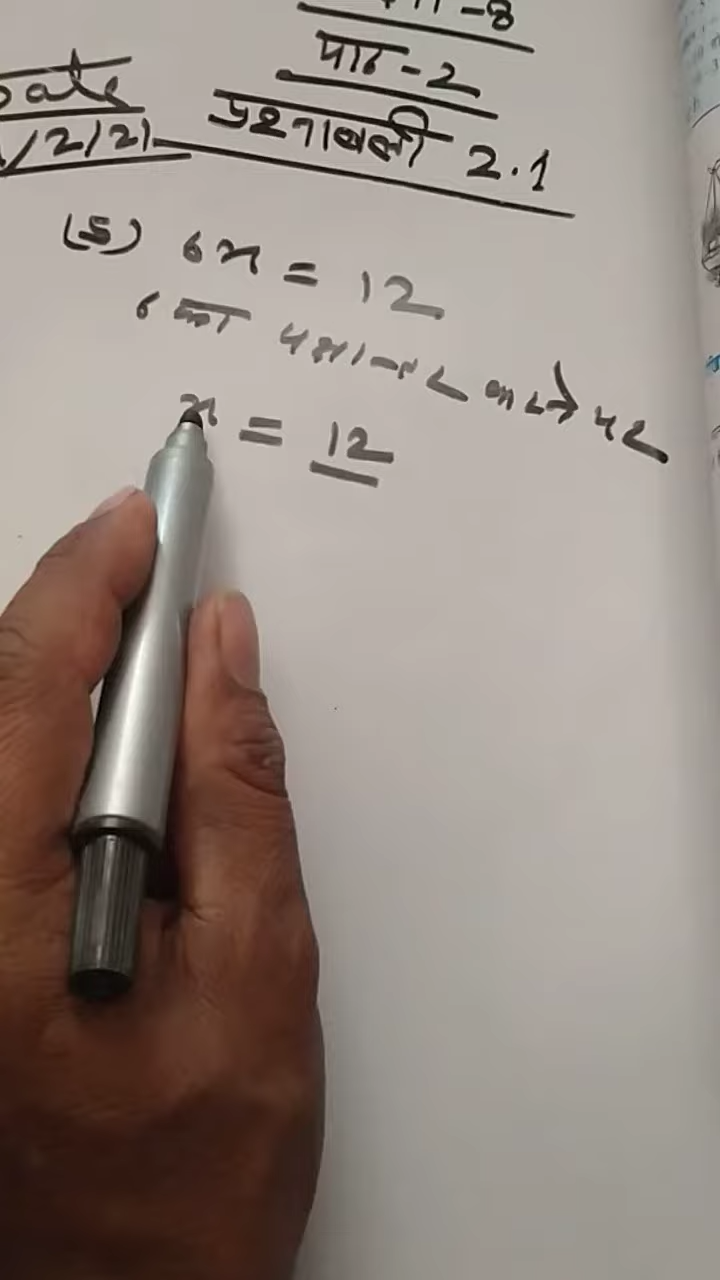 -8
पाठ-2
Date
/2/21
प्रश्नावली 2.1
(5) 6x = 12
6 का पक्षान्तर करने पर
x = 12